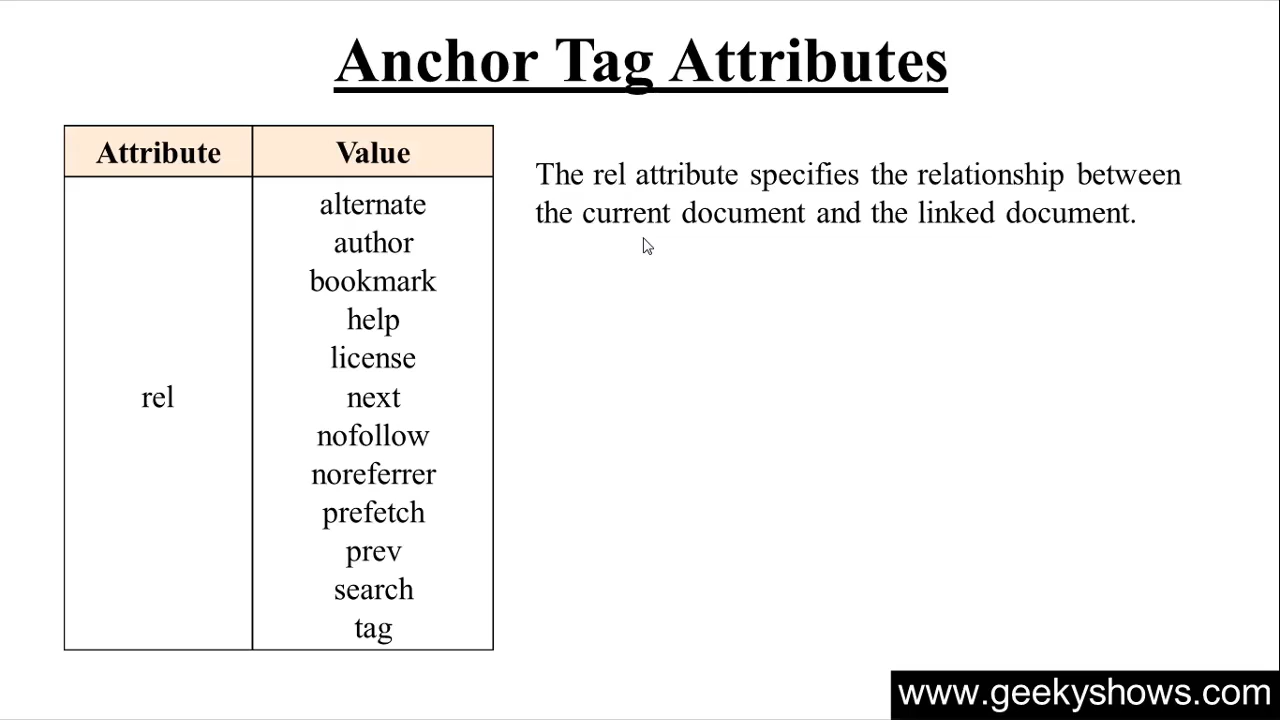 Anchor Tag Attributes
Attribute Value
rel
alternate
author
bookmark
help
license
next
nofollow
noreferrer
prefetch
prev
search
tag
The rel attribute specifies the relationship between
the current document and the linked document.
www.geekyshows.com